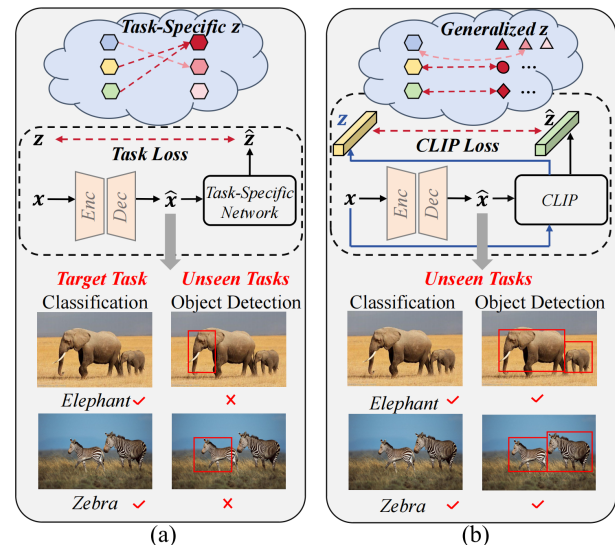 Task-Specific z
z
ẑ
Task Loss
x
Enc
Dec
x̂
Task-Specific
Network
Target Task
Unseen Tasks
Classification
Object Detection
Elephant ✓
✗
Zebra ✓
✗
(a)
Generalized z
...
...
z
ẑ
CLIP Loss
x
Enc
Dec
x̂
CLIP
Unseen Tasks
Classification
Object Detection
Elephant ✓
✓
Zebra ✓
✓
(b)